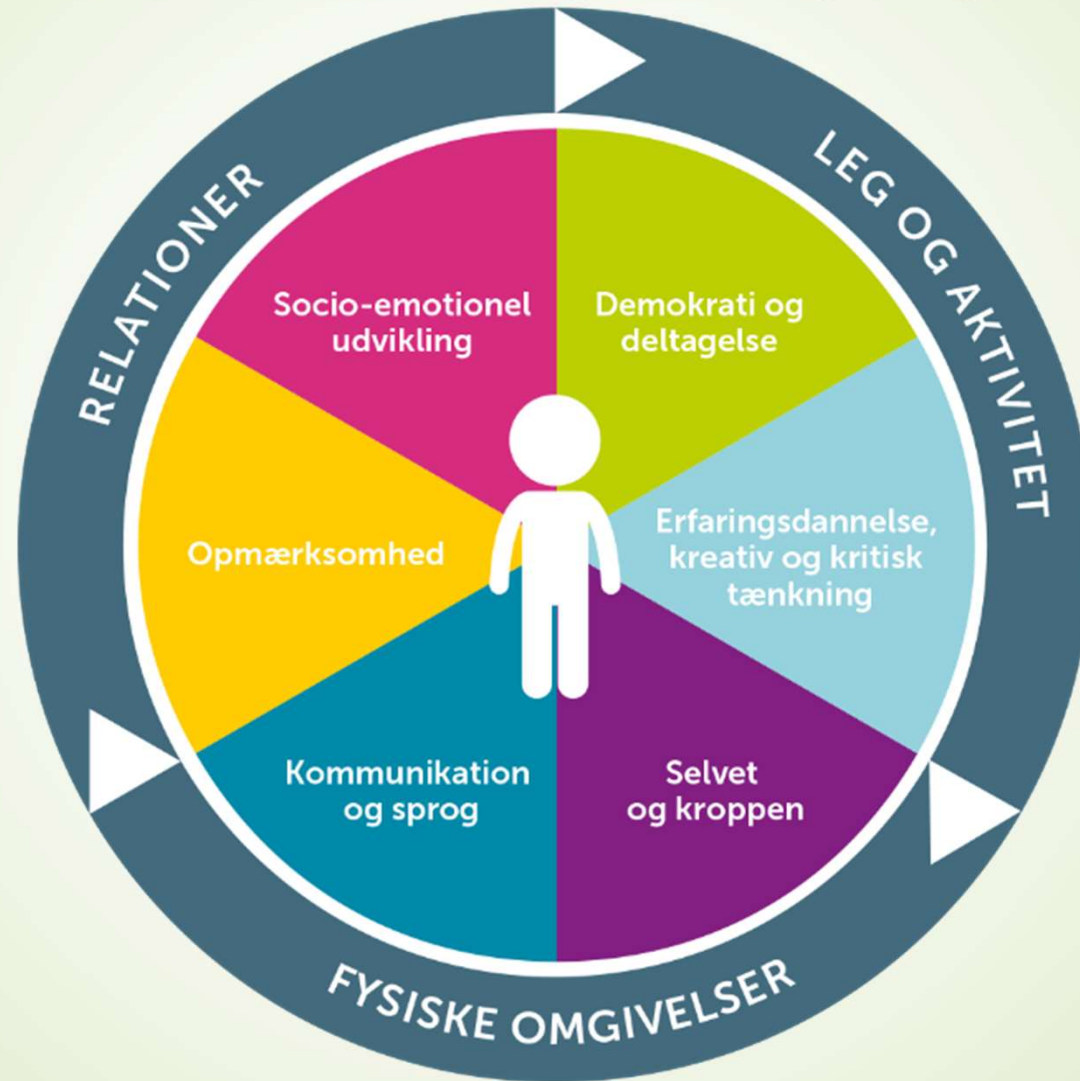 RELATIONER
LEG OG AKTIVITET
Socio-emotionel
udvikling
Demokrati og
deltagelse
Opmærksomhed
Erfaringsdannelse,
kreativ og kritisk
tænkning
Kommunikation
og sprog
Selvet
og kroppen
FYSISKE OMGIVELSER